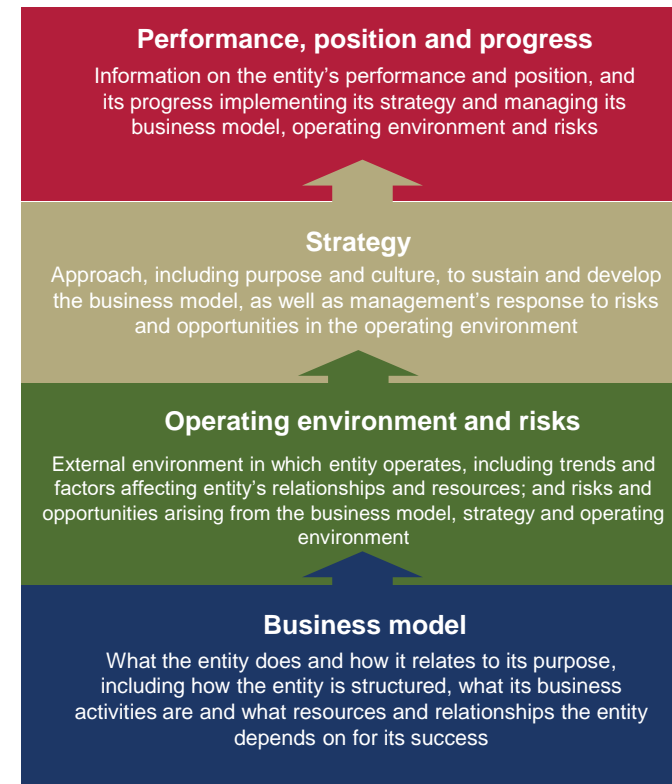 Performance, position and progress
Information on the entity's performance and position, and
its progress implementing its strategy and managing its
business model, operating environment and risks
Strategy
Approach, including purpose and culture, to sustain and develop
the business model, as well as management's response to risks
and opportunities in the operating environment
Operating environment and risks
External environment in which entity operates, including trends and
factors affecting entity's relationships and resources; and risks and
opportunities arising from the business model, strategy and operating
environment
Business model
What the entity does and how it relates to its purpose,
including how the entity is structured, what its business
activities are and what resources and relationships the entity
depends on for its success